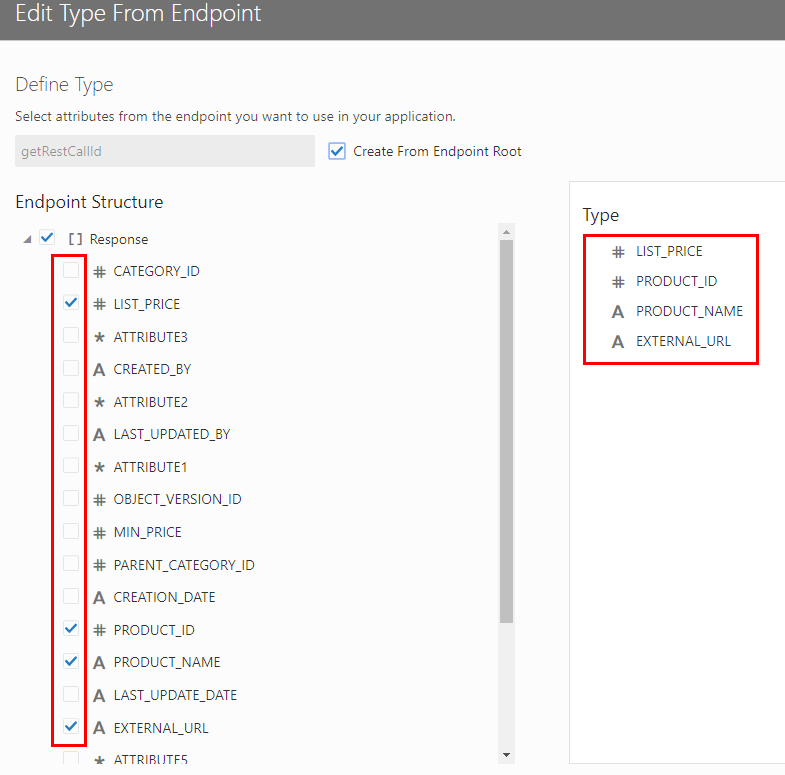 Edit Type From Endpoint
Define Type
Select attributes from the endpoint you want to use in your application.
getRestCallId
Create From Endpoint Root
Endpoint Structure
[ ] Response
# CATEGORY_ID
# LIST_PRICE
* ATTRIBUTE3
A CREATED_BY
* ATTRIBUTE2
A LAST_UPDATED_BY
* ATTRIBUTE1
# OBJECT_VERSION_ID
# MIN_PRICE
# PARENT_CATEGORY_ID
A CREATION_DATE
# PRODUCT_ID
A PRODUCT_NAME
A LAST_UPDATE_DATE
A EXTERNAL_URL
* ATTRIBUTE5
Type
# LIST_PRICE
# PRODUCT_ID
A PRODUCT_NAME
A EXTERNAL_URL